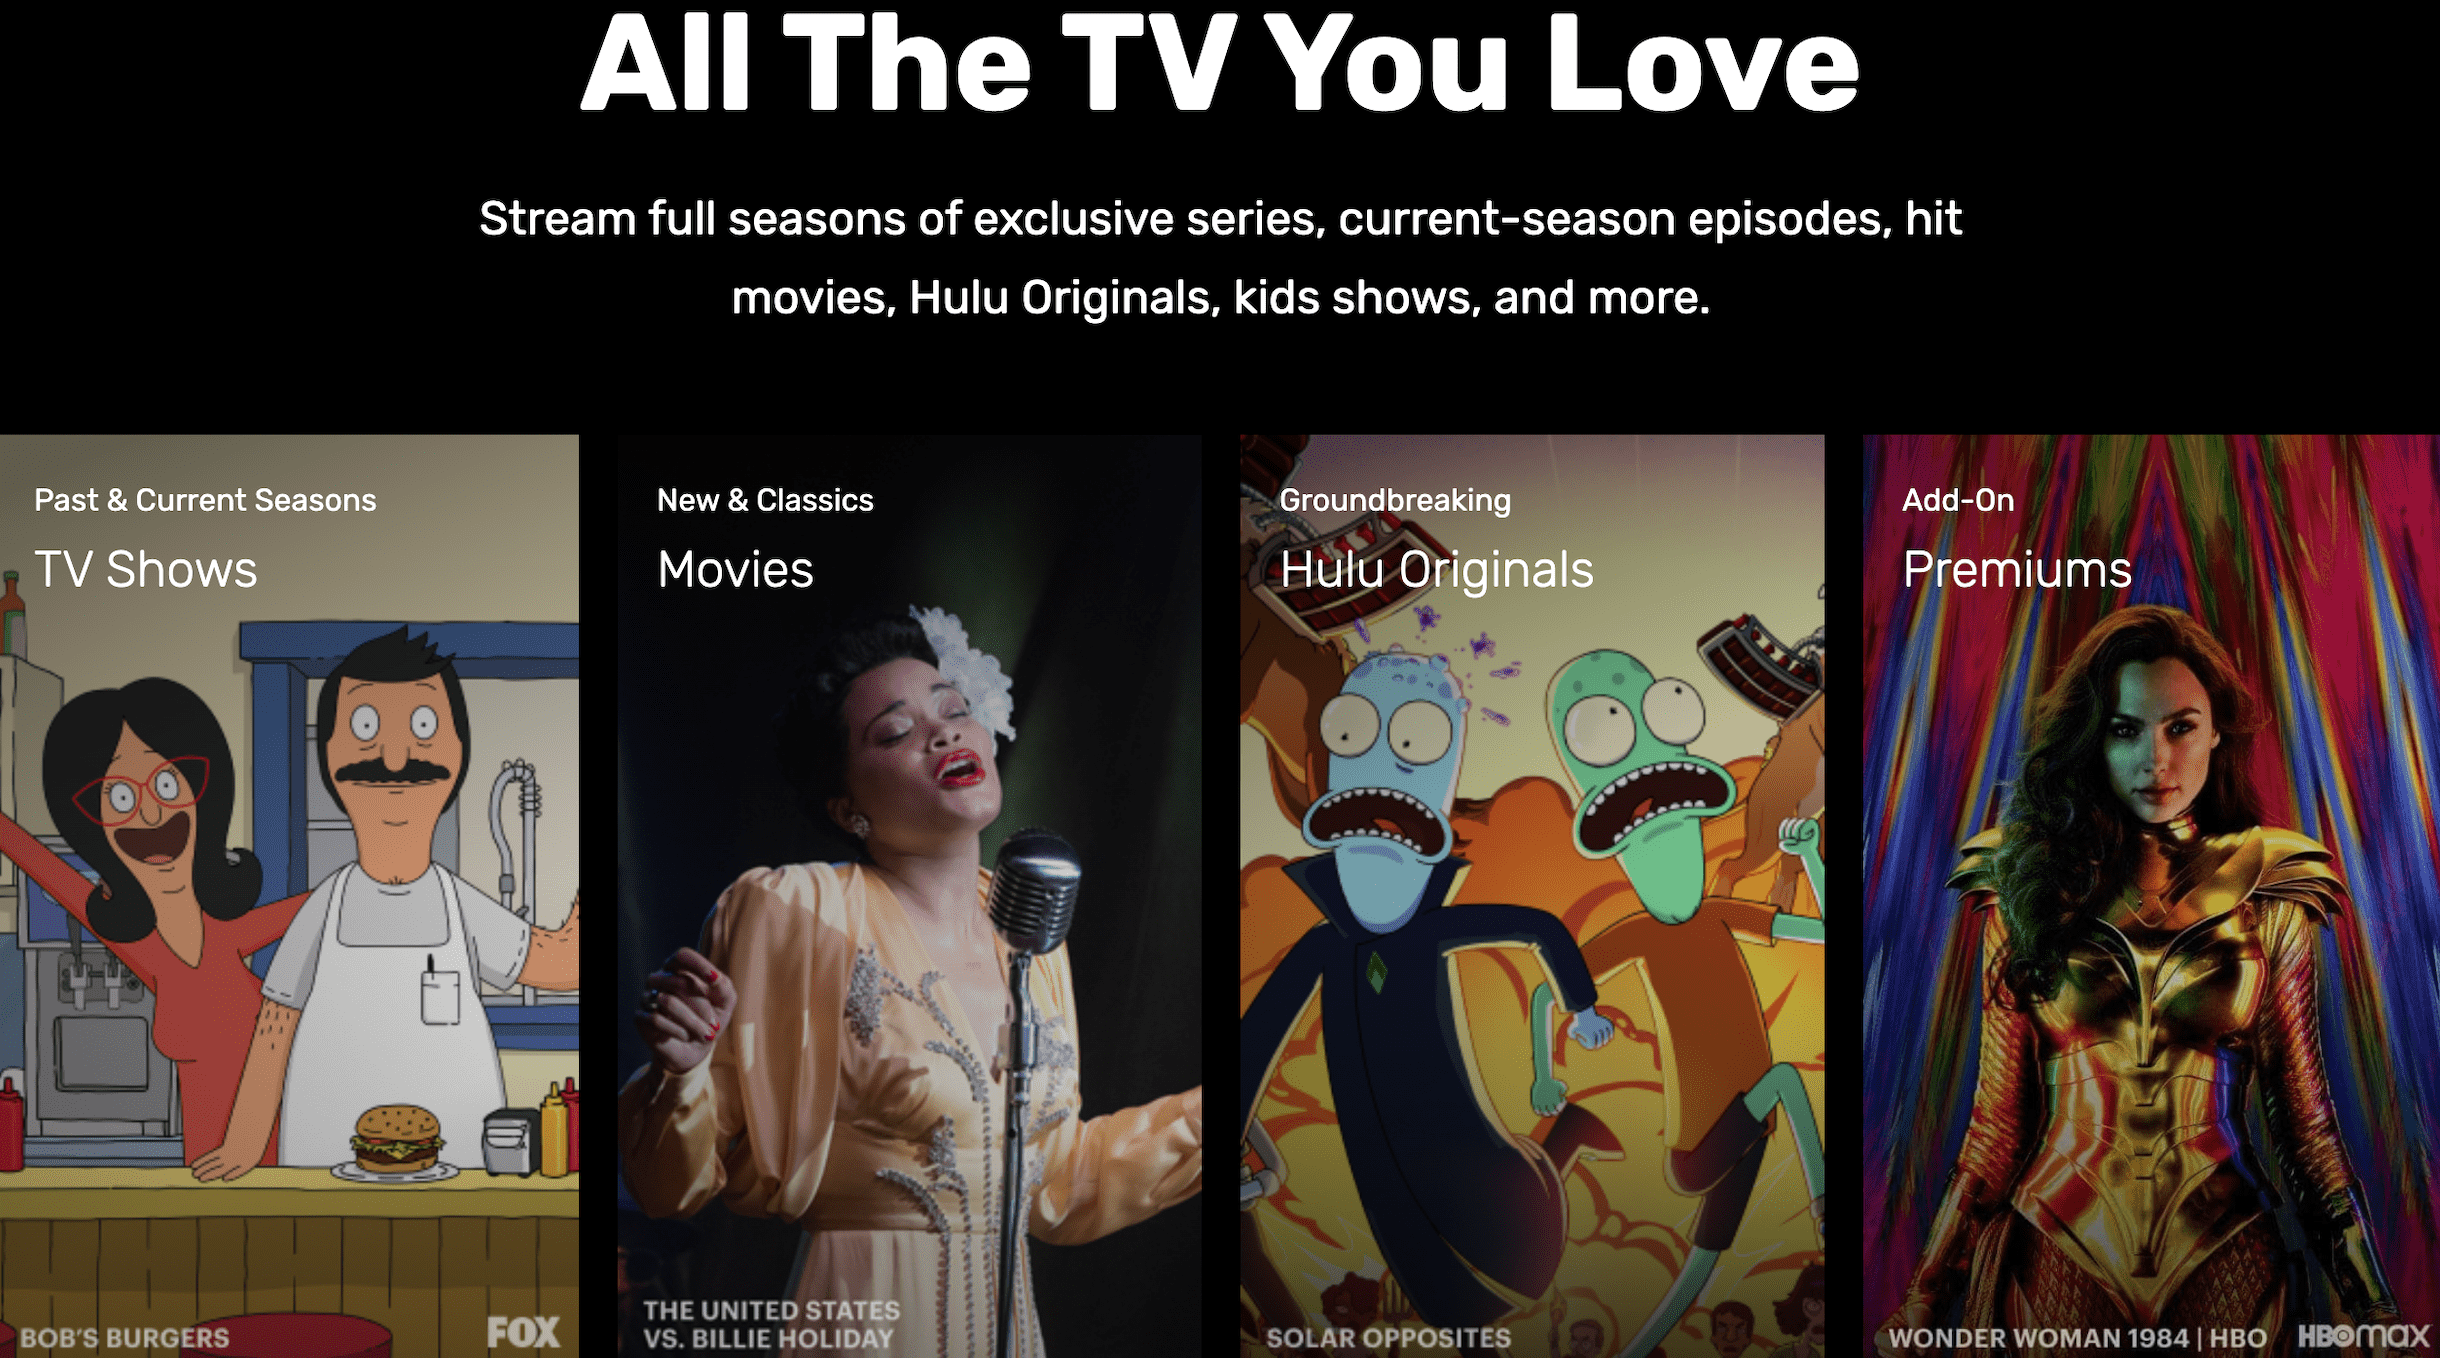 All The TV You Love
Stream full seasons of exclusive series, current-season episodes, hit
movies, Hulu Originals, kids shows, and more.
Past & Current Seasons
TV Shows
BOB'S BURGERS
FOX
New & Classics
Movies
THE UNITED STATES
VS. BILLIE HOLIDAY
Groundbreaking
Hulu Originals
SOLAR OPPOSITES
Add-On
Premiums
WONDER WOMAN 1984 | HBO
HBOmax